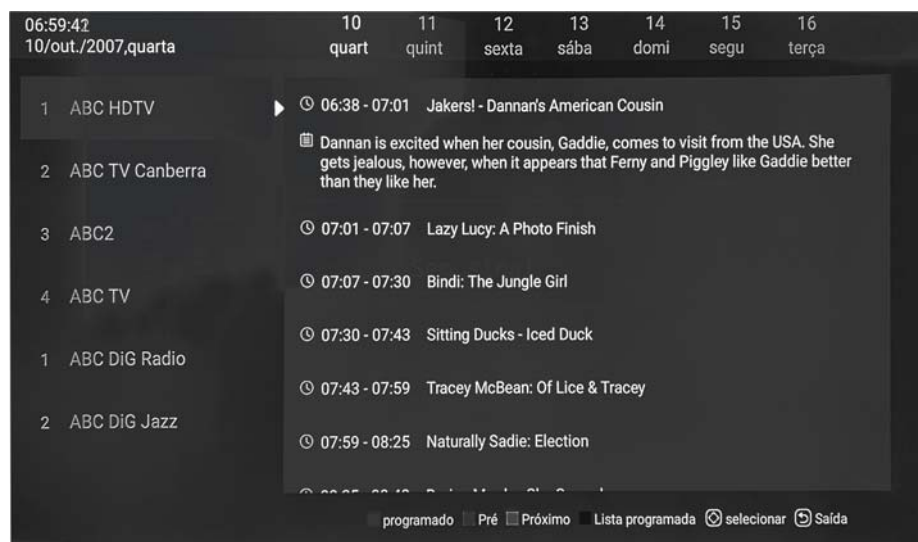 06:59:42
10/out./2007,quarta
10 11 12 13 14 15 16
quart quint sexta sába domi segu terça
1 ABC HDTV
2 ABC TV Canberra
3 ABC2
4 ABC TV
1 ABC DiG Radio
2 ABC DiG Jazz
06:38 - 07:01 Jakers! - Dannan's American Cousin
Dannan is excited when her cousin, Gaddie, comes to visit from the USA. She
gets jealous, however, when it appears that Ferny and Piggley like Gaddie better
than they like her.
07:01 - 07:07 Lazy Lucy: A Photo Finish
07:07 - 07:30 Bindi: The Jungle Girl
07:30 - 07:43 Sitting Ducks - Iced Duck
07:43 - 07:59 Tracey McBean: Of Lice & Tracey
07:59 - 08:25 Naturally Sadie: Election
programado Pré Próximo Lista programada selecionar Saída